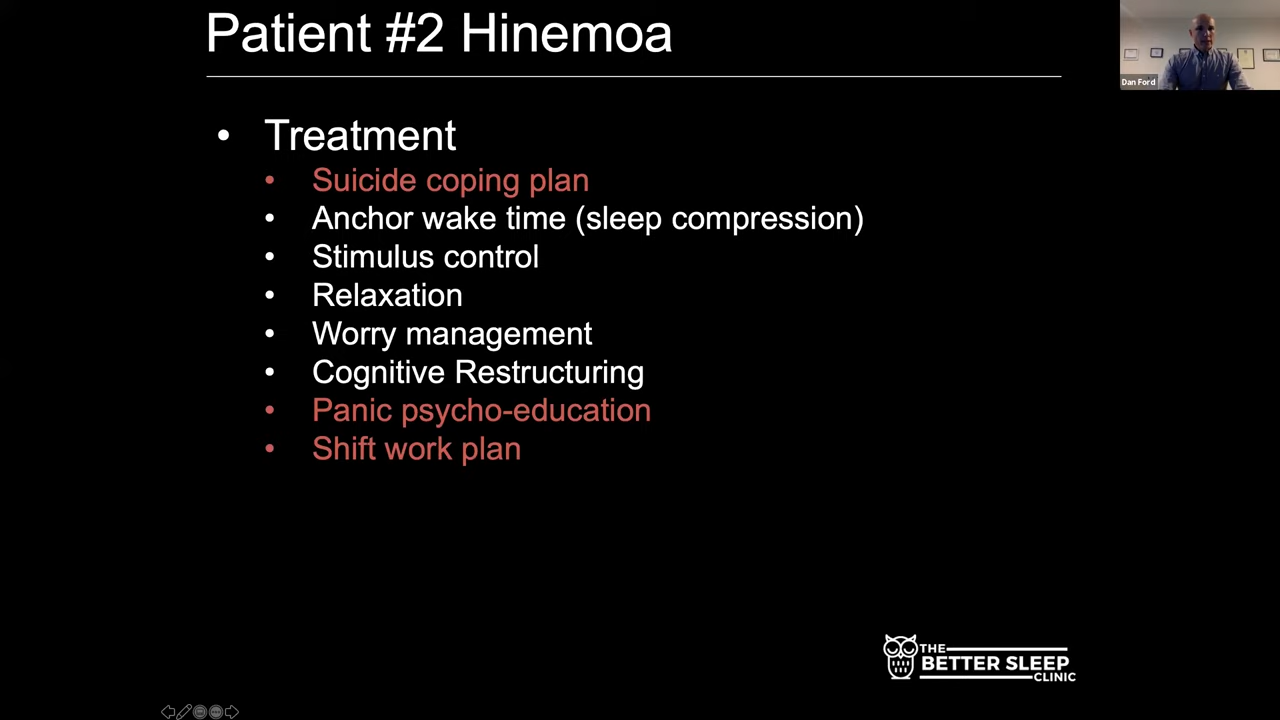 Patient #2 Hinemoa
Dan Ford
• Treatment
• Suicide coping plan
• Anchor wake time (sleep compression)
• Stimulus control
• Relaxation
• Worry management
• Cognitive Restructuring
• Panic psycho-education
• Shift work plan
THE
BETTER SLEEP
CLINIC